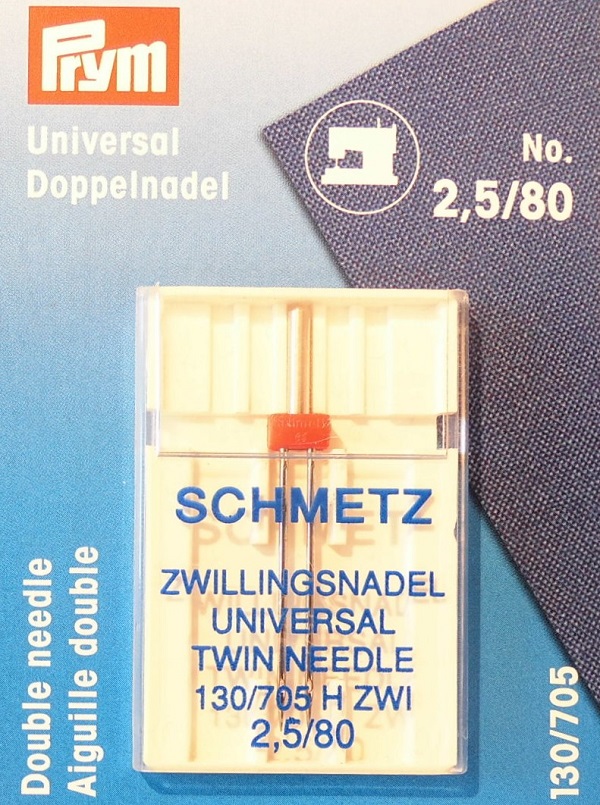 Prym
Universal
Doppelnadel
No.
2,5/80
SCHMETZ
ZWILLINGSNADEL
UNIVERSAL
TWIN NEEDLE
130/705 H ZWI
2,5/80
Double needle
Aiguille double
130/705